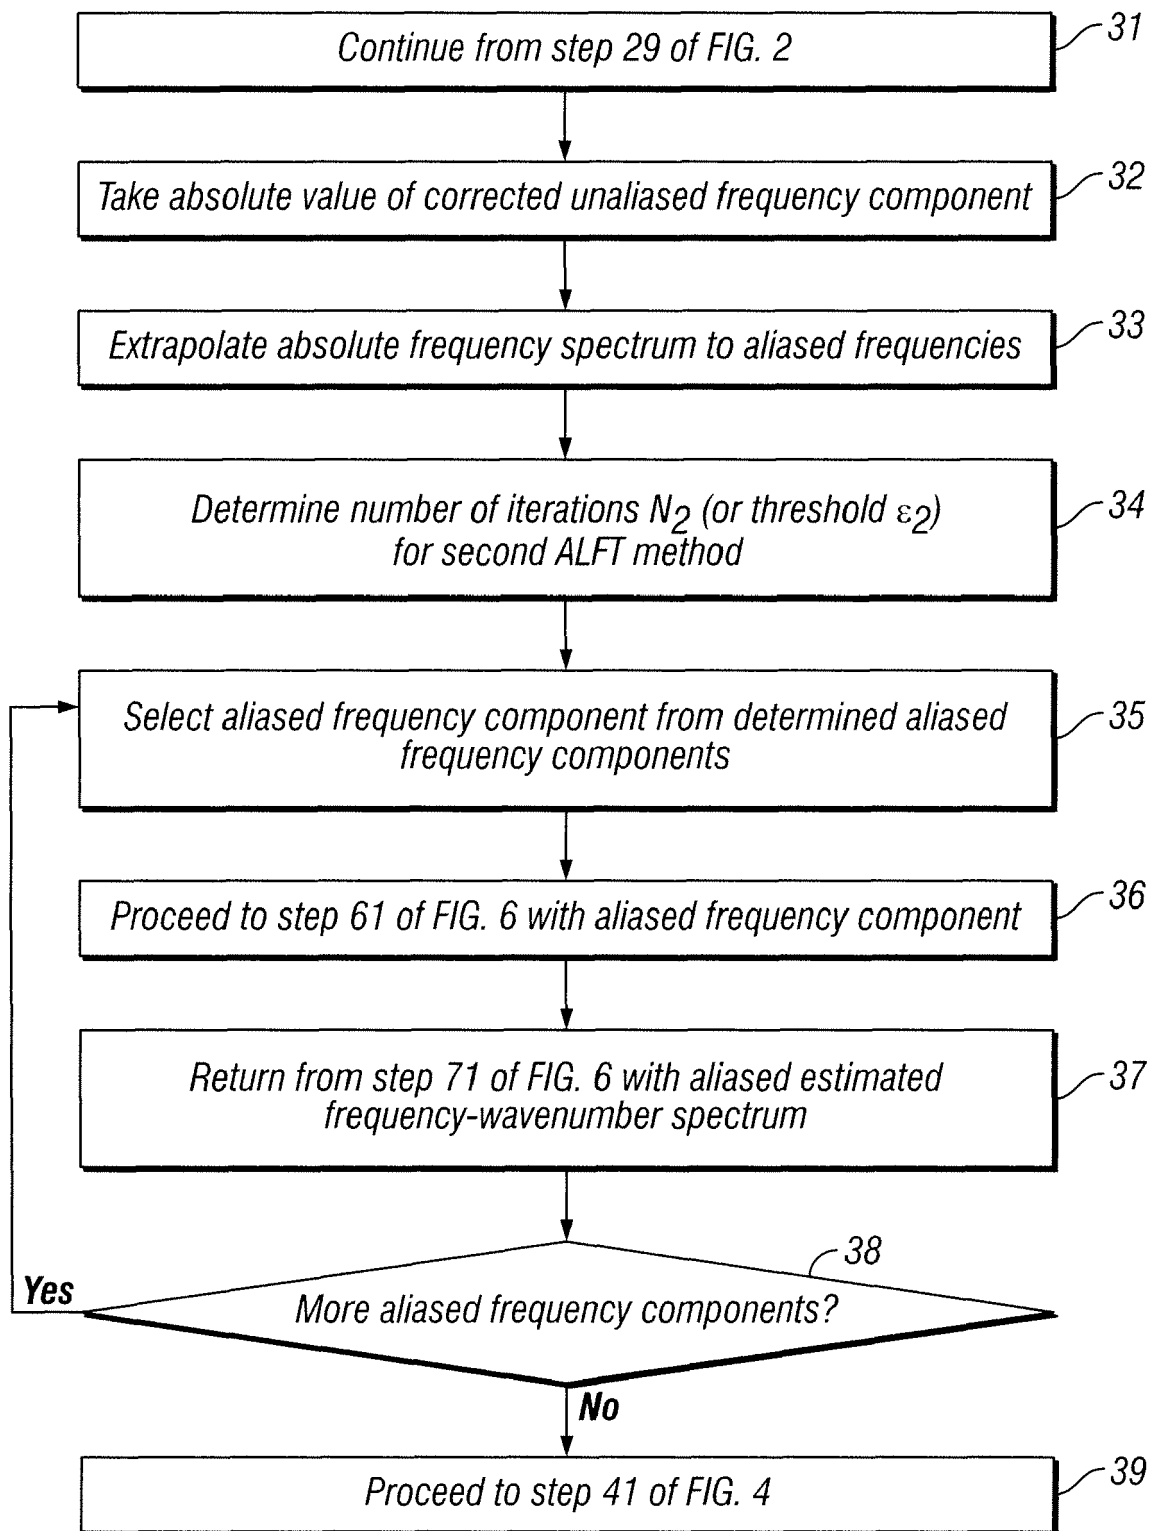 Continue from step 29 of FIG. 2
31
Take absolute value of corrected unaliased frequency component
32
Extrapolate absolute frequency spectrum to aliased frequencies
33
Determine number of iterations N2 (or threshold ε2)
for second ALFT method
34
Select aliased frequency component from determined aliased
frequency components
35
Proceed to step 61 of FIG. 6 with aliased frequency component
36
Return from step 71 of FIG. 6 with aliased estimated
frequency-wavenumber spectrum
37
38
Yes
More aliased frequency components?
No
Proceed to step 41 of FIG. 4
39